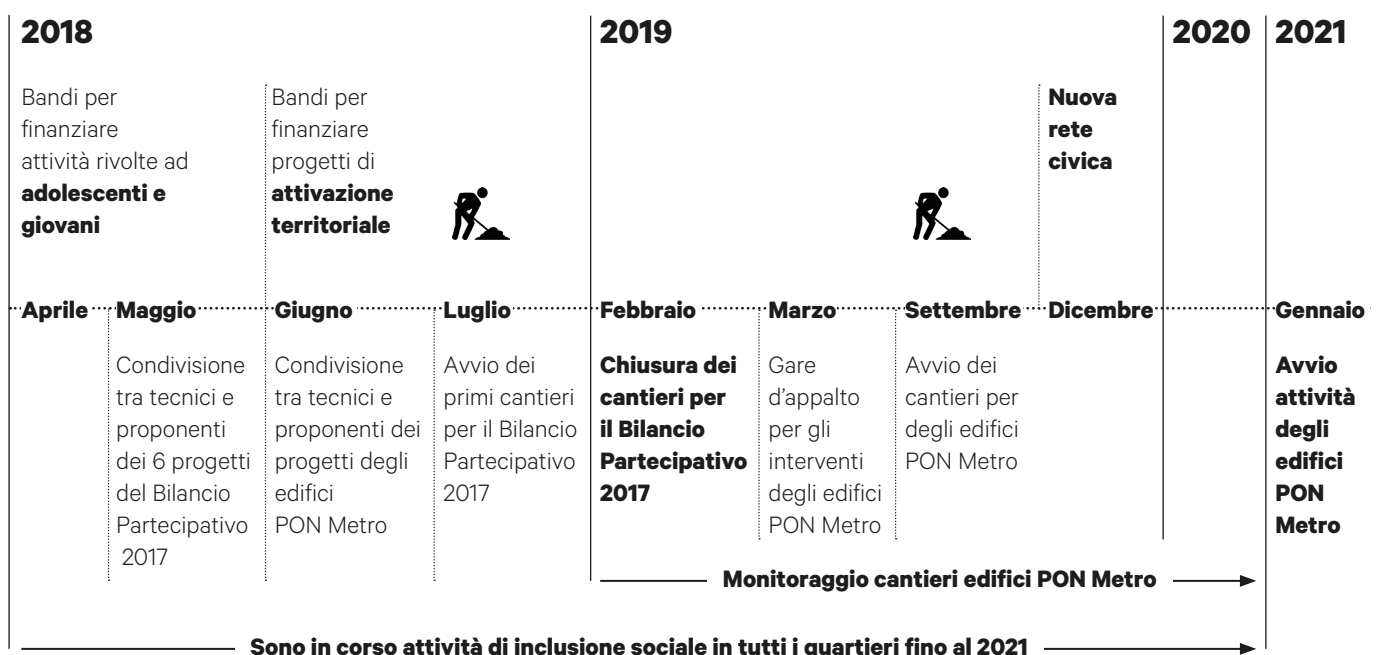 2018
2019
2020
2021
Bandi per
finanziare
attività rivolte ad
adolescenti e
giovani
Bandi per
finanziare
progetti di
attivazione
territoriale
Nuova
rete
civica
Aprile
Maggio
Giugno
Luglio
Febbraio
Marzo
Settembre
Dicembre
Gennaio
Condivisione
tra tecnici e
proponenti
dei 6 progetti
del Bilancio
Partecipativo
2017
Condivisione
tra tecnici e
proponenti dei
progetti degli
edifici
PON Metro
Avvio dei
primi cantieri
per il Bilancio
Partecipativo
2017
Chiusura dei
cantieri per
il Bilancio
Partecipativo
2017
Gare
d’appalto
per gli
interventi
degli edifici
PON Metro
Avvio dei
cantieri per
degli edifici
PON Metro
Avvio
attività
degli
edifici
PON
Metro
Monitoraggio cantieri edifici PON Metro
Sono in corso attività di inclusione sociale in tutti i quartieri fino al 2021